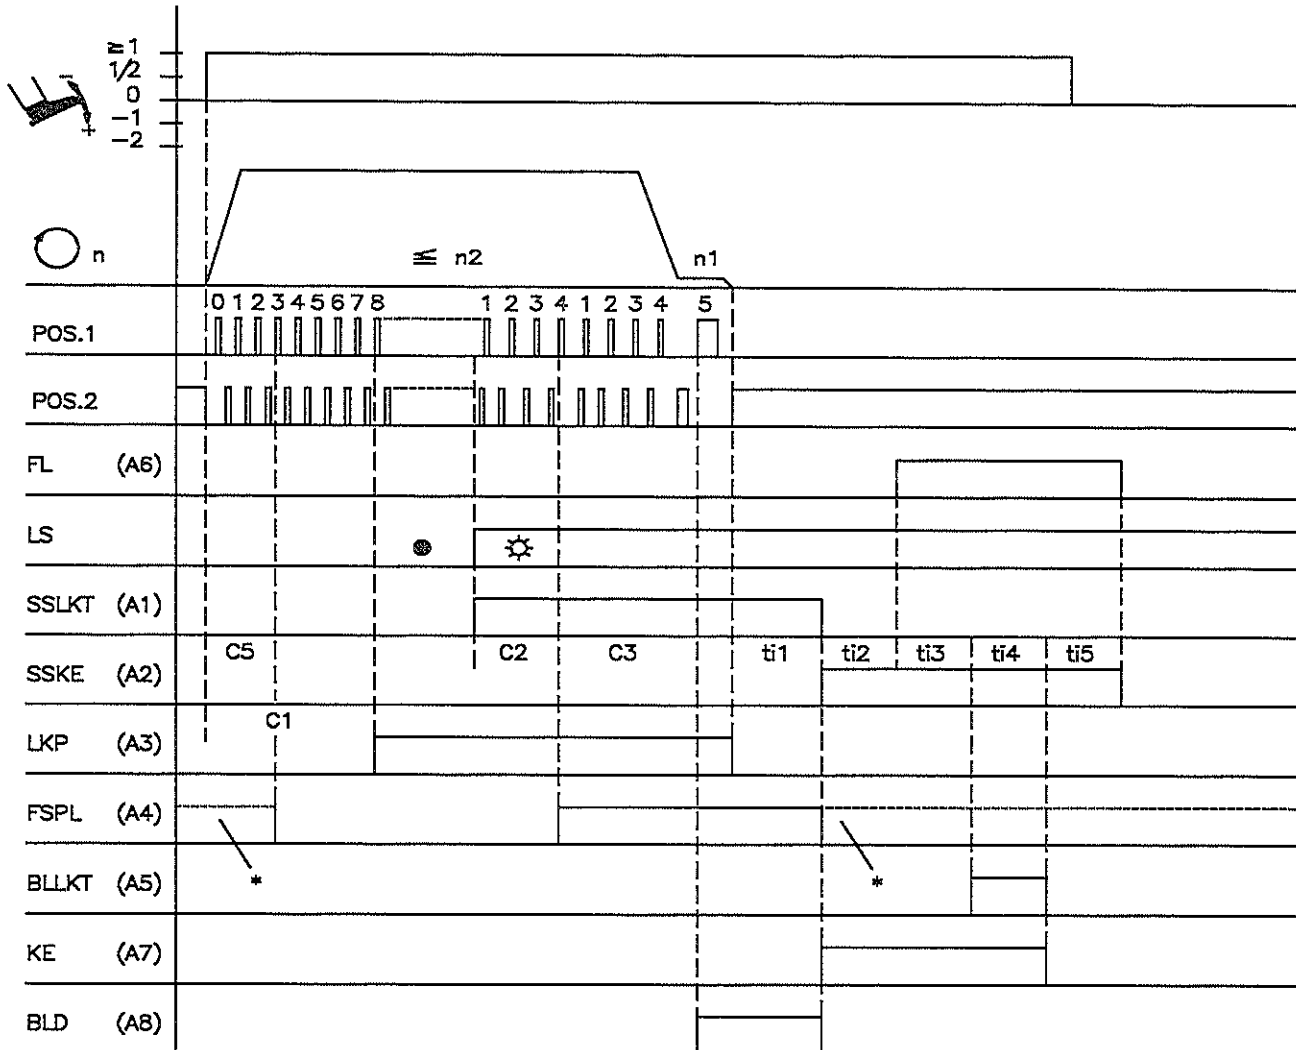 ≧ 1
1/2
0
-1
-2
-
+
n
≦ n2
n1
0 1 2 3 4 5 6 7 8 1 2 3 4 1 2 3 4 5
POS.1
POS.2
FL (A6)
LS
SSLKT (A1)
C5 C2 C3 ti1 ti2 ti3 ti4 ti5
SSKE (A2)
C1
LKP (A3)
FSPL (A4)
* *
BLLKT (A5)
KE (A7)
BLD (A8)